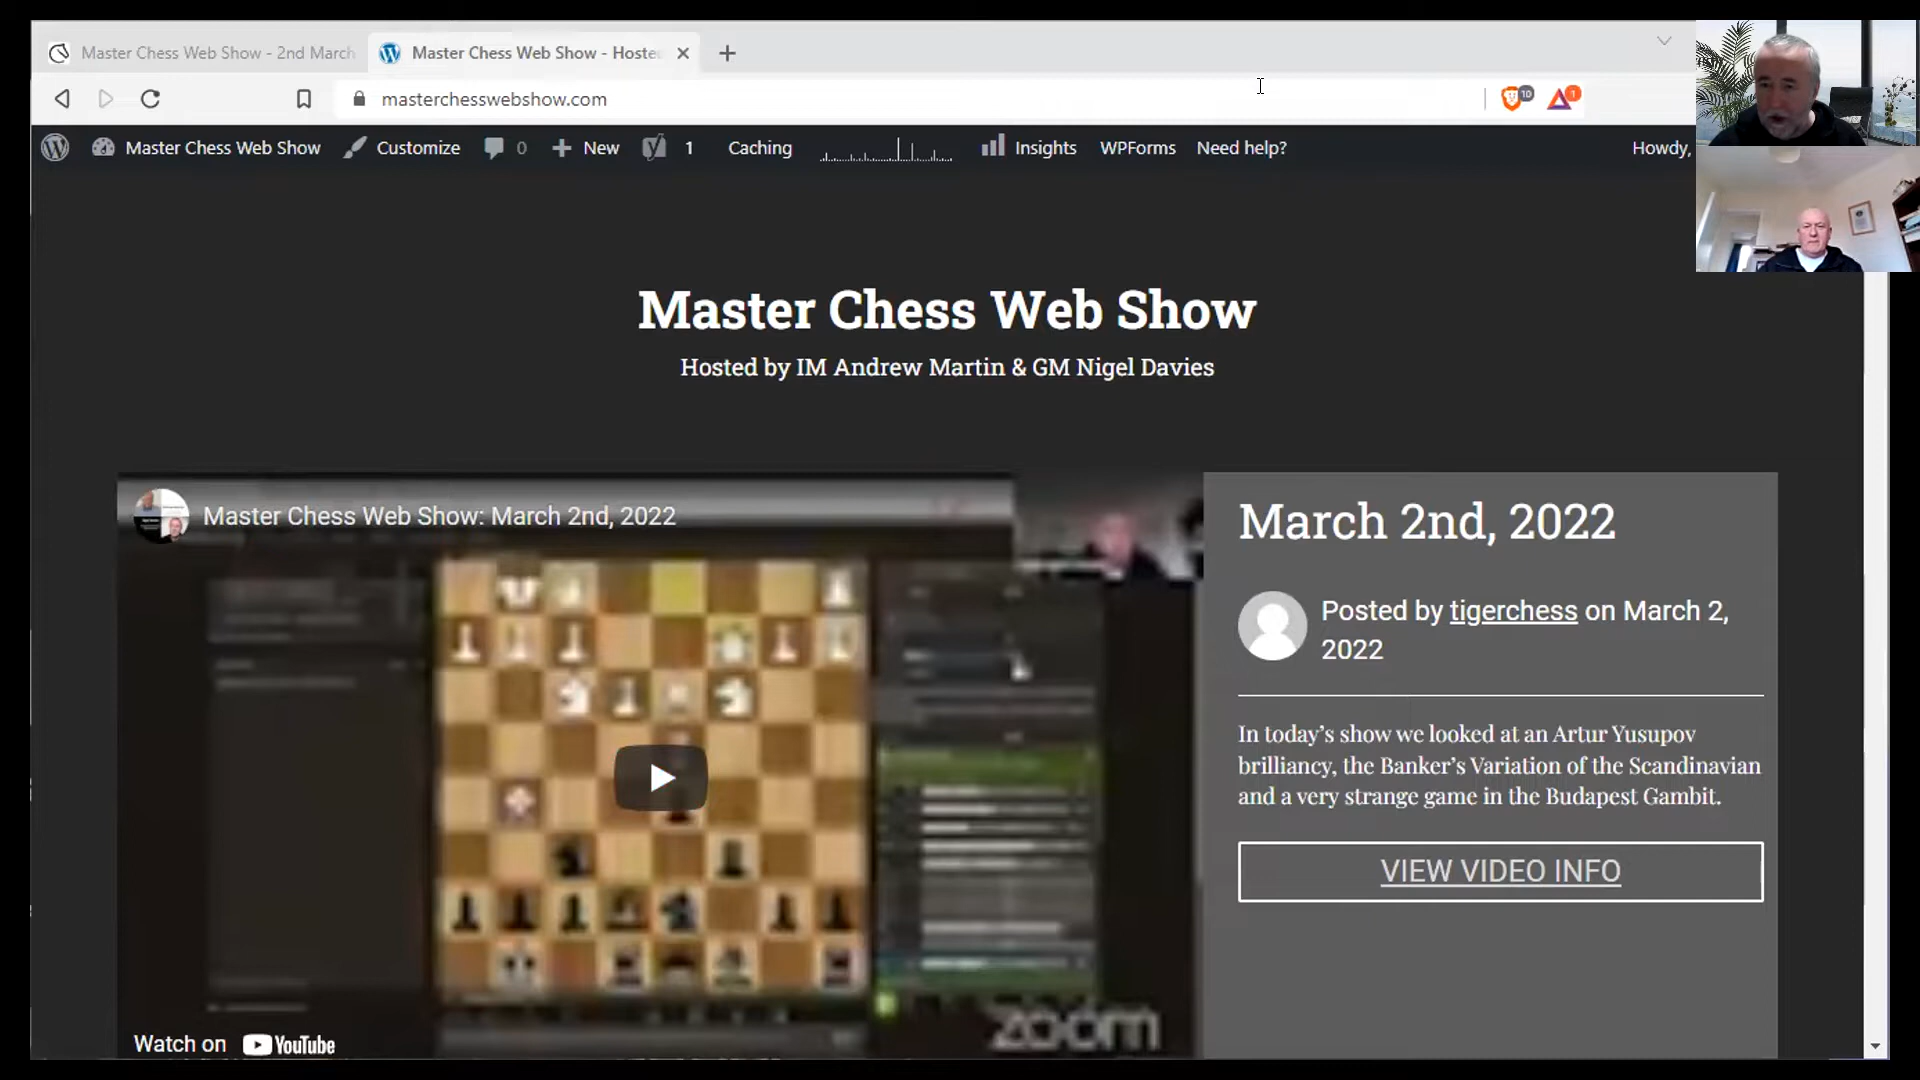 Master Chess Web Show - 2nd March
Master Chess Web Show - Hoste
masterchesswebshow.com
10
1
Master Chess Web Show
Customize
0
New
1
Caching
Insights
WPForms
Need help?
Howdy,
Master Chess Web Show
Hosted by IM Andrew Martin & GM Nigel Davies
Master Chess Web Show: March 2nd, 2022
March 2nd, 2022
Posted by tigerchess on March 2,
2022
In today's show we looked at an Artur Yusupov
brilliancy, the Banker's Variation of the Scandinavian
and a very strange game in the Budapest Gambit.
VIEW VIDEO INFO
zoom
Watch on YouTube